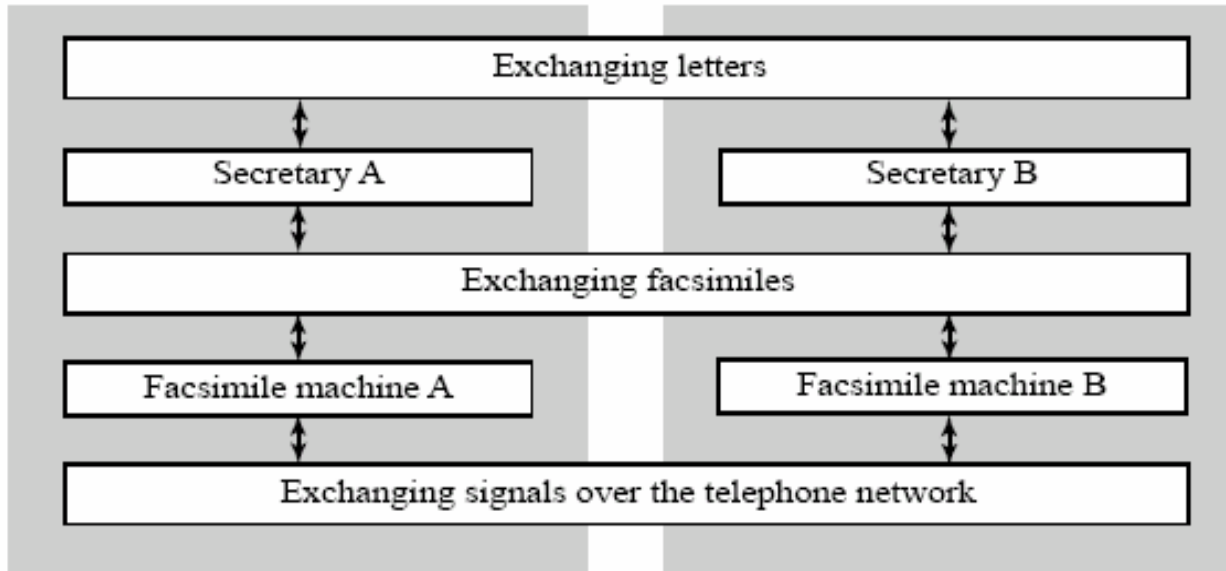 Exchanging letters
Secretary A
Secretary B
Exchanging facsimiles
Facsimile machine A
Facsimile machine B
Exchanging signals over the telephone network